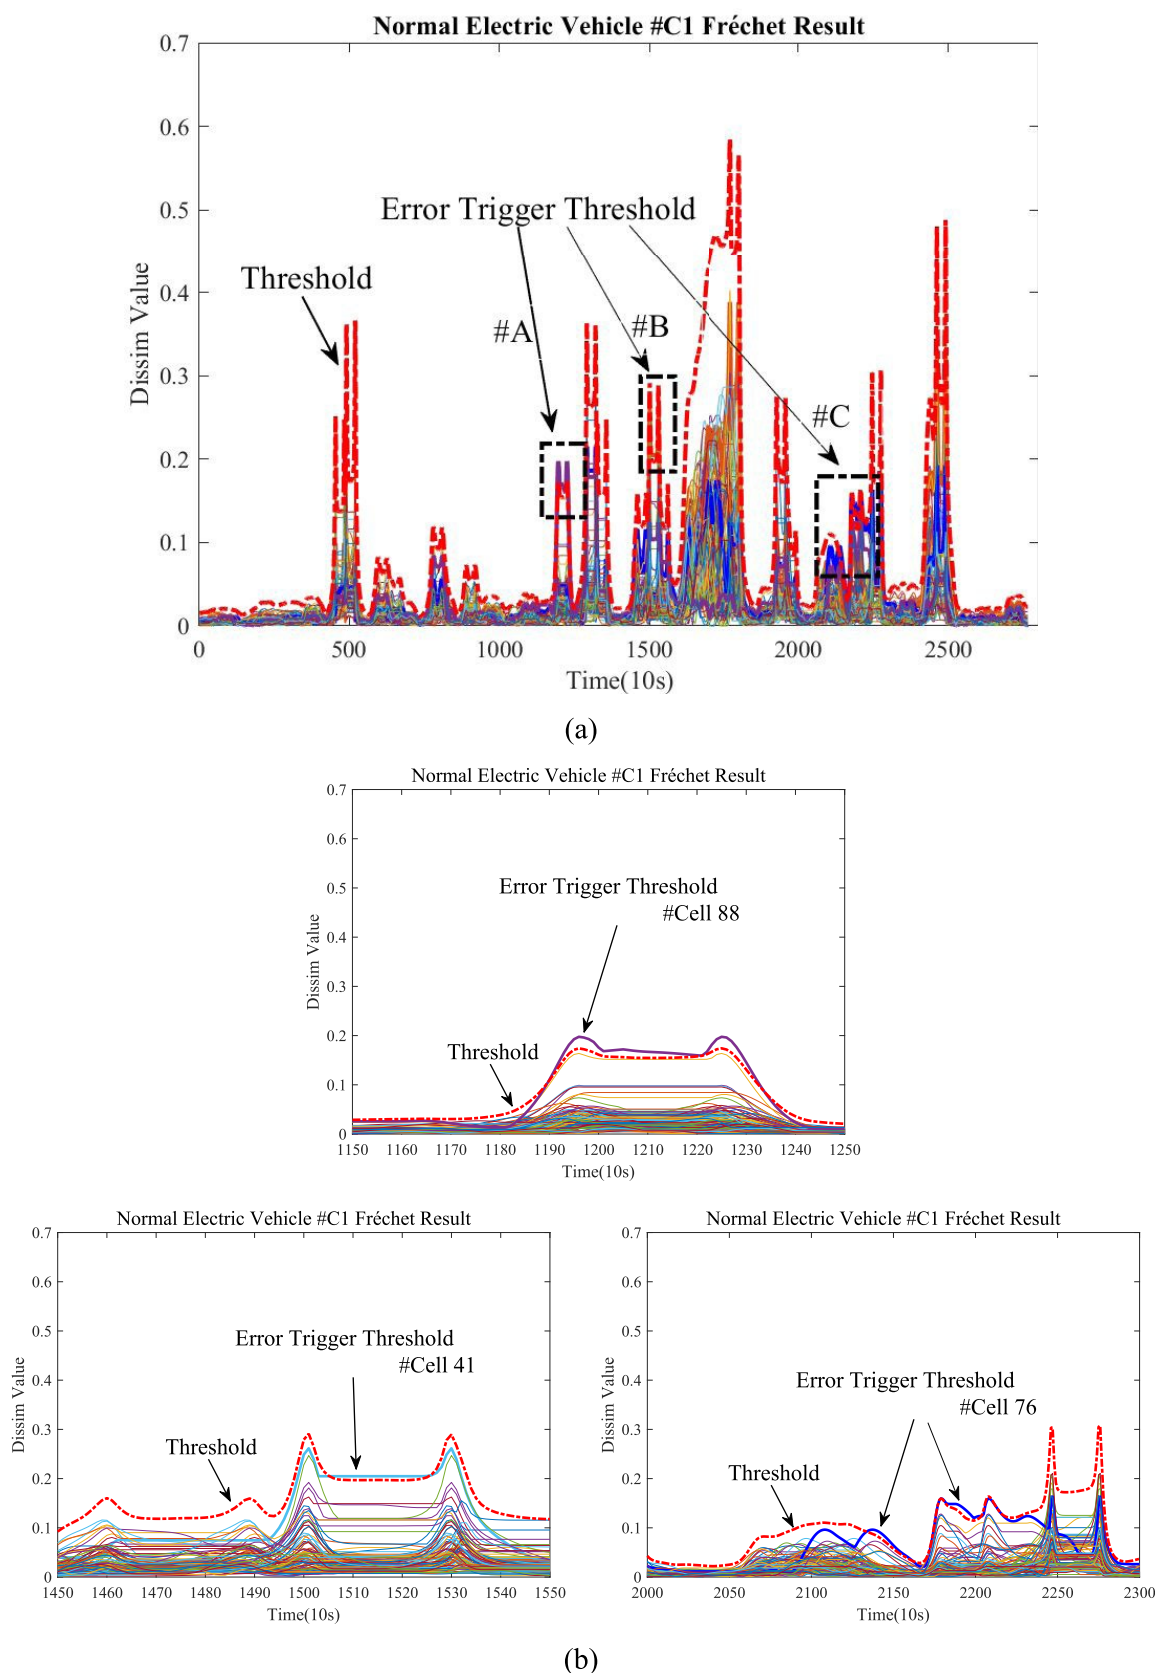 Normal Electric Vehicle #C1 Fréchet Result
0.7
0.6
0.5
0.4
0.3
0.2
0.1
0
Dissim Value
Error Trigger Threshold
Threshold
#A
#B
#C
0 500 1000 1500 2000 2500
Time(10s)
(a)
Normal Electric Vehicle #C1 Fréchet Result
0.7
0.6
0.5
0.4
0.3
0.2
0.1
0
Dissim Value
Error Trigger Threshold
#Cell 88
Threshold
1150 1160 1170 1180 1190 1200 1210 1220 1230 1240 1250
Time(10s)
Normal Electric Vehicle #C1 Fréchet Result
0.7
0.6
0.5
0.4
0.3
0.2
0.1
0
Dissim Value
Error Trigger Threshold
#Cell 41
Threshold
1450 1460 1470 1480 1490 1500 1510 1520 1530 1540 1550
Time(10s)
Normal Electric Vehicle #C1 Fréchet Result
0.7
0.6
0.5
0.4
0.3
0.2
0.1
0
Dissim Value
Error Trigger Threshold
#Cell 76
Threshold
2000 2050 2100 2150 2200 2250 2300
Time(10s)
(b)